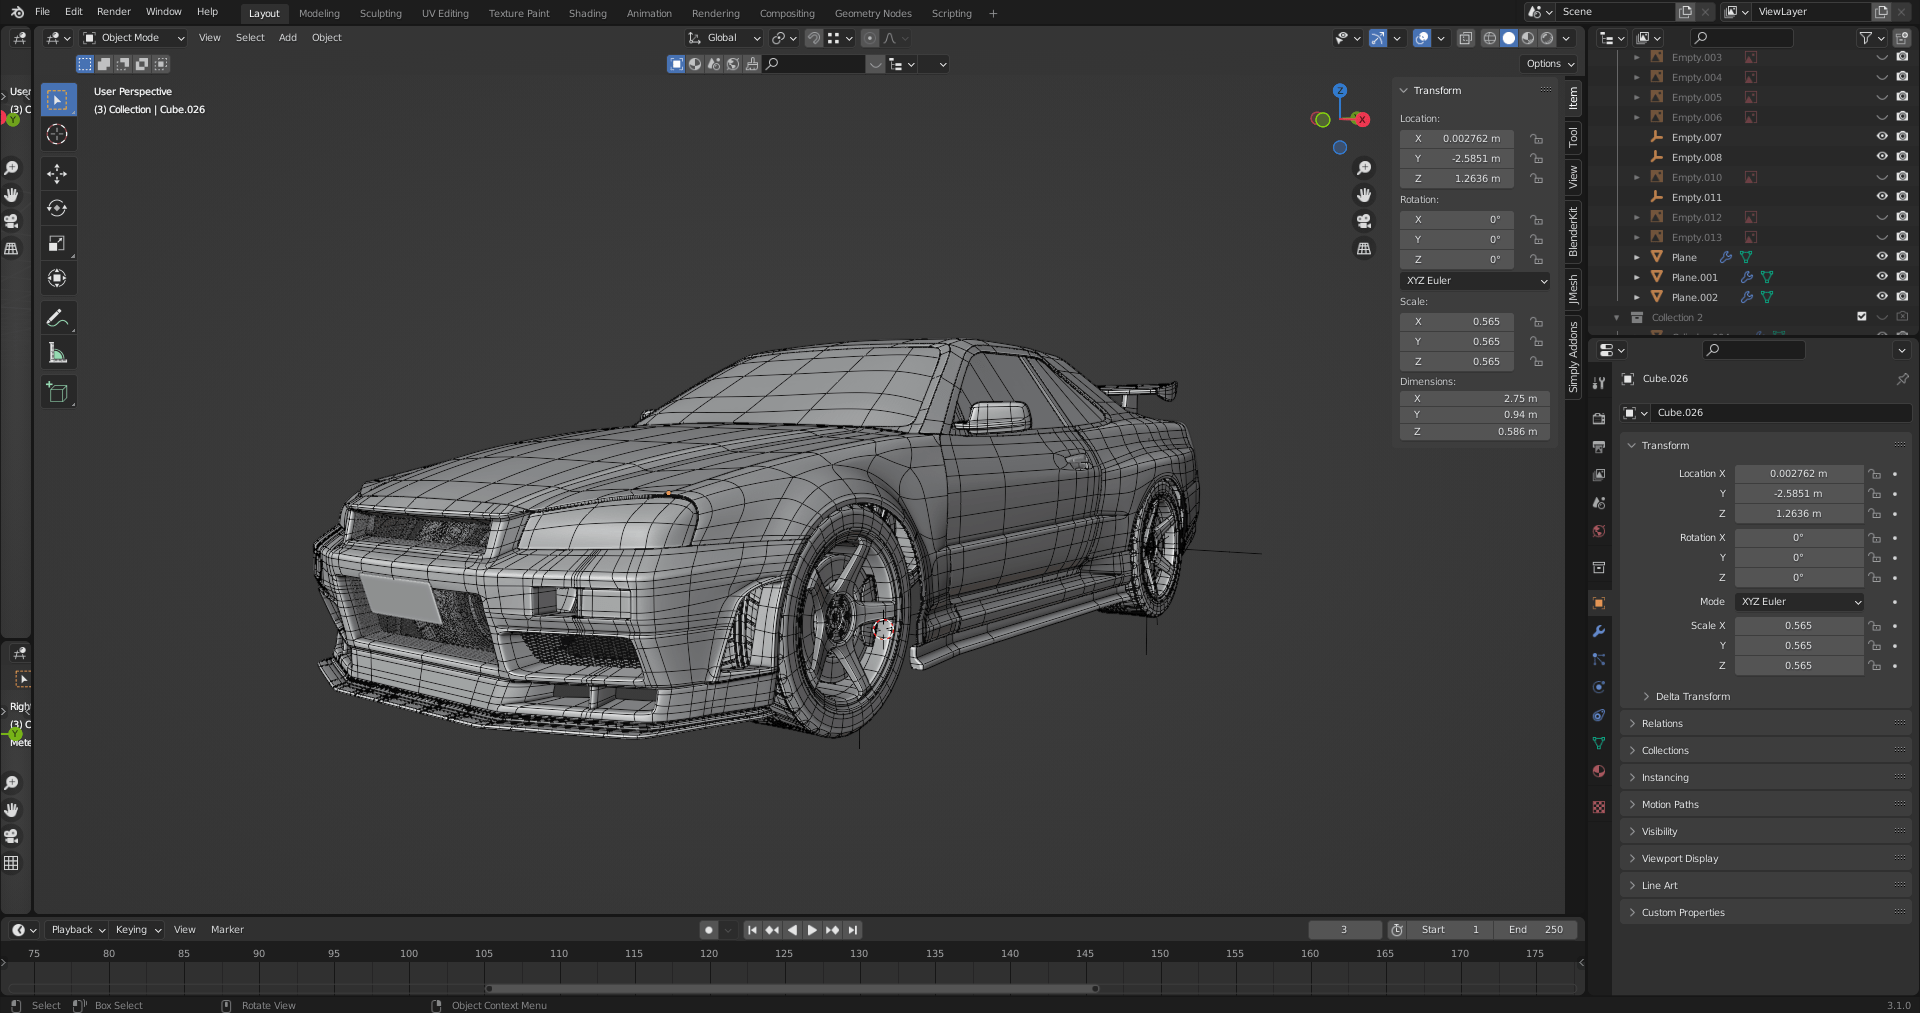 File Edit Render Window Help Layout Modeling Sculpting UV Editing Texture Paint Shading Animation Rendering Compositing Geometry Nodes Scripting + Scene ViewLayer
Object Mode View Select Add Object Global
Options
User Perspective
(3) Collection | Cube.026
User
(3) C
Y
Z
X
Transform
Location:
X 0.002762 m
Y -2.5851 m
Z 1.2636 m
Rotation:
X 0°
Y 0°
Z 0°
XYZ Euler
Scale:
X 0.565
Y 0.565
Z 0.565
Dimensions:
X 2.75 m
Y 0.94 m
Z 0.586 m
Item
Tool
View
BlenderKit
JMesh
Simply Addons
Empty.003
Empty.004
Empty.005
Empty.006
Empty.007
Empty.008
Empty.010
Empty.011
Empty.012
Empty.013
Plane
Plane.001
Plane.002
Collection 2
Cube.026
Cube.026
Transform
Location X 0.002762 m
Y -2.5851 m
Z 1.2636 m
Rotation X 0°
Y 0°
Z 0°
Mode XYZ Euler
Scale X 0.565
Y 0.565
Z 0.565
Delta Transform
Relations
Collections
Instancing
Motion Paths
Visibility
Viewport Display
Line Art
Custom Properties
Right
(3) C
Y
Mete
Playback Keying View Marker 3 Start 1 End 250
75 80 85 90 95 100 105 110 115 120 125 130 135 140 145 150 155 160 165 170 175
Select Box Select Rotate View Object Context Menu 3.1.0